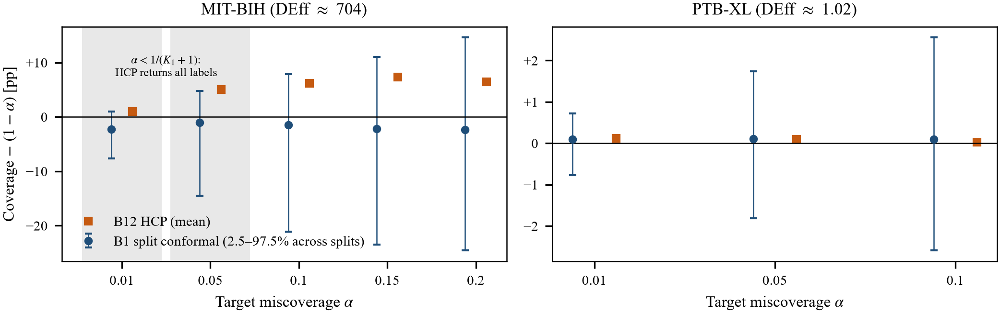 MIT-BIH (DEff ≈ 704)
Coverage − (1 − α) [pp]
+10
0
−10
−20
α < 1/(K₁ + 1):
HCP returns all labels
B12 HCP (mean)
B1 split conformal (2.5–97.5% across splits)
0.01 0.05 0.1 0.15 0.2
Target miscoverage α
PTB-XL (DEff ≈ 1.02)
+2
+1
0
−1
−2
0.01 0.05 0.1
Target miscoverage α